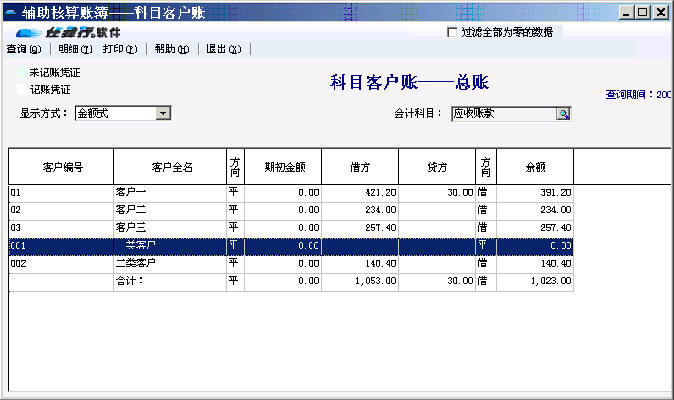 辅助核算账簿——科目客户账
任我行软件
过滤全部为零的数据
查询(Q) 明细(T) 打印(P) 帮助(H) 退出(X)
未记账凭证
记账凭证
科目客户账——总账
查询期间：200
显示方式： 金额式
会计科目： 应收账款
客户编号 客户全名 方向 期初金额 借方 贷方 方向 余额
01 客户一 平 0.00 421.20 30.00 借 391.20
02 客户二 平 0.00 234.00 借 234.00
03 客户三 平 0.00 257.40 借 257.40
001 一类客户 平 0.00 平 0.00
002 二类客户 平 0.00 140.40 借 140.40
合计： 平 0.00 1,053.00 30.00 借 1,023.00